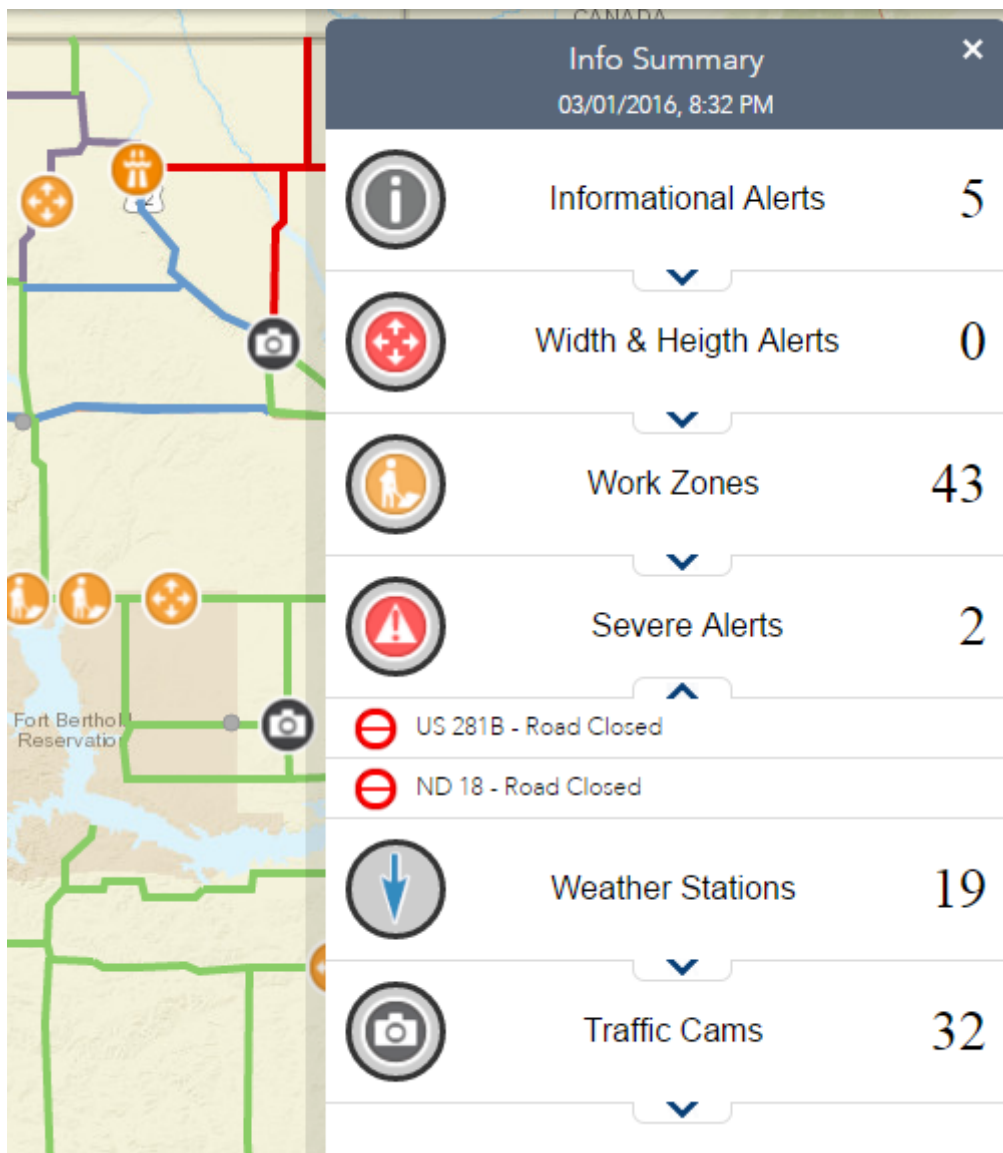 CANADA
Info Summary
03/01/2016, 8:32 PM
Informational Alerts 5
Width & Heigth Alerts 0
Work Zones 43
Severe Alerts 2
US 281B - Road Closed
ND 18 - Road Closed
Weather Stations 19
Traffic Cams 32
Fort Berthold
Reservation